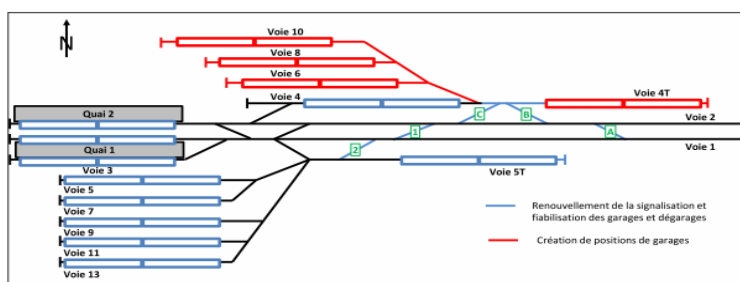 Voie 10
N
Voie 8
Voie 6
Voie 4
Voie 4T
Quai 2
C
B
Voie 2
1
A
Quai 1
2
Voie 1
Voie 3
Voie 5T
Voie 5
Voie 7
Voie 9
Voie 11
Voie 13
Renouvellement de la signalisation et
fiabilisation des garages et dégarages
Création de positions de garages